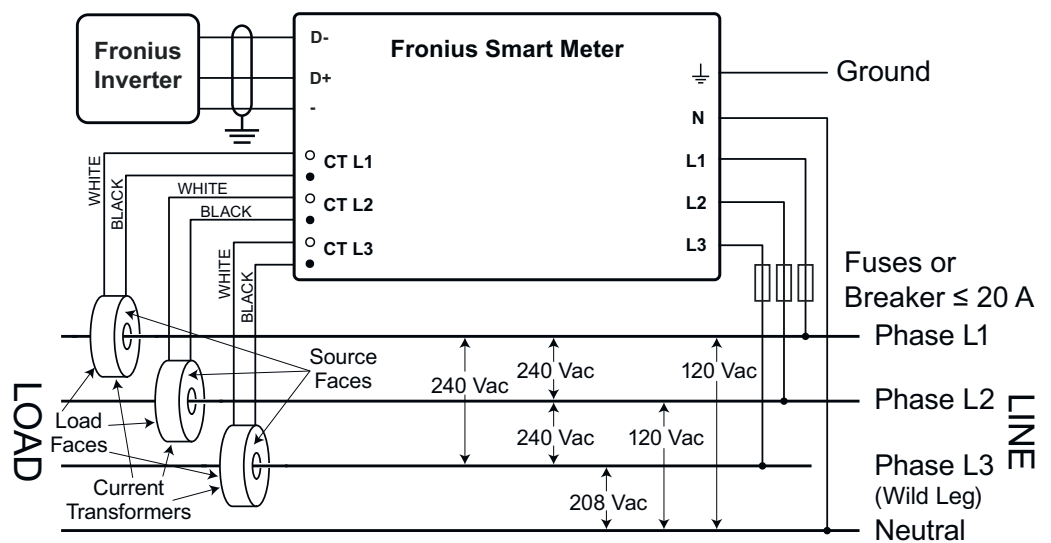 Fronius
Inverter
D-
D+
-
Fronius Smart Meter
Ground
N
CT L1
L1
WHITE
BLACK
WHITE
CT L2
L2
BLACK
CT L3
L3
WHITE
BLACK
Fuses or
Breaker ≤ 20 A
Phase L1
Source
Faces
240 Vac
240 Vac
120 Vac
LOAD
Load
Faces
Phase L2
LINE
240 Vac
120 Vac
Current
Transformers
Phase L3
(Wild Leg)
208 Vac
Neutral